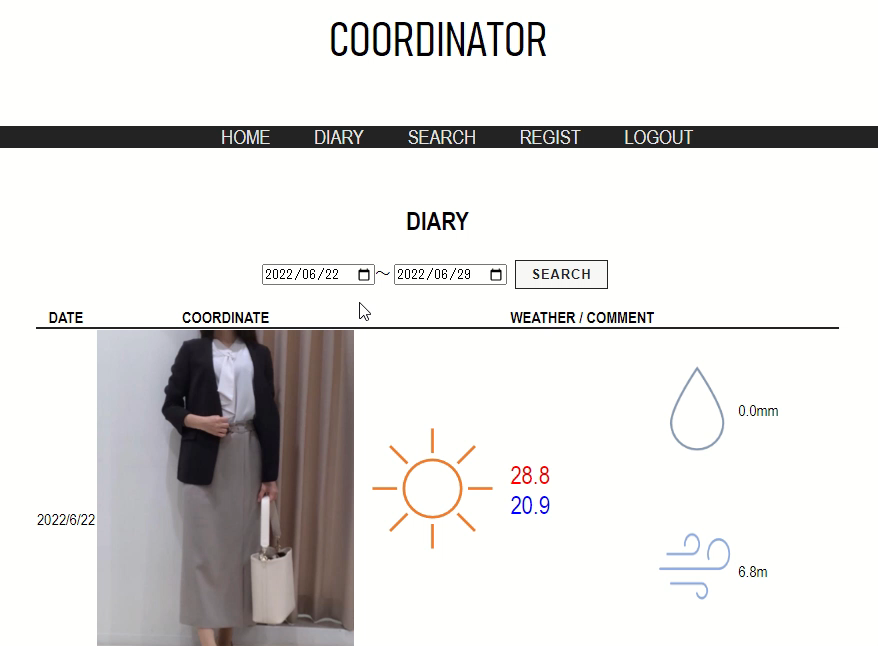 COORDINATOR
HOME DIARY SEARCH REGIST LOGOUT
DIARY
2022/06/22 ～ 2022/06/29 SEARCH
DATE COORDINATE WEATHER / COMMENT
0.0mm
28.8
20.9
2022/6/22
6.8m